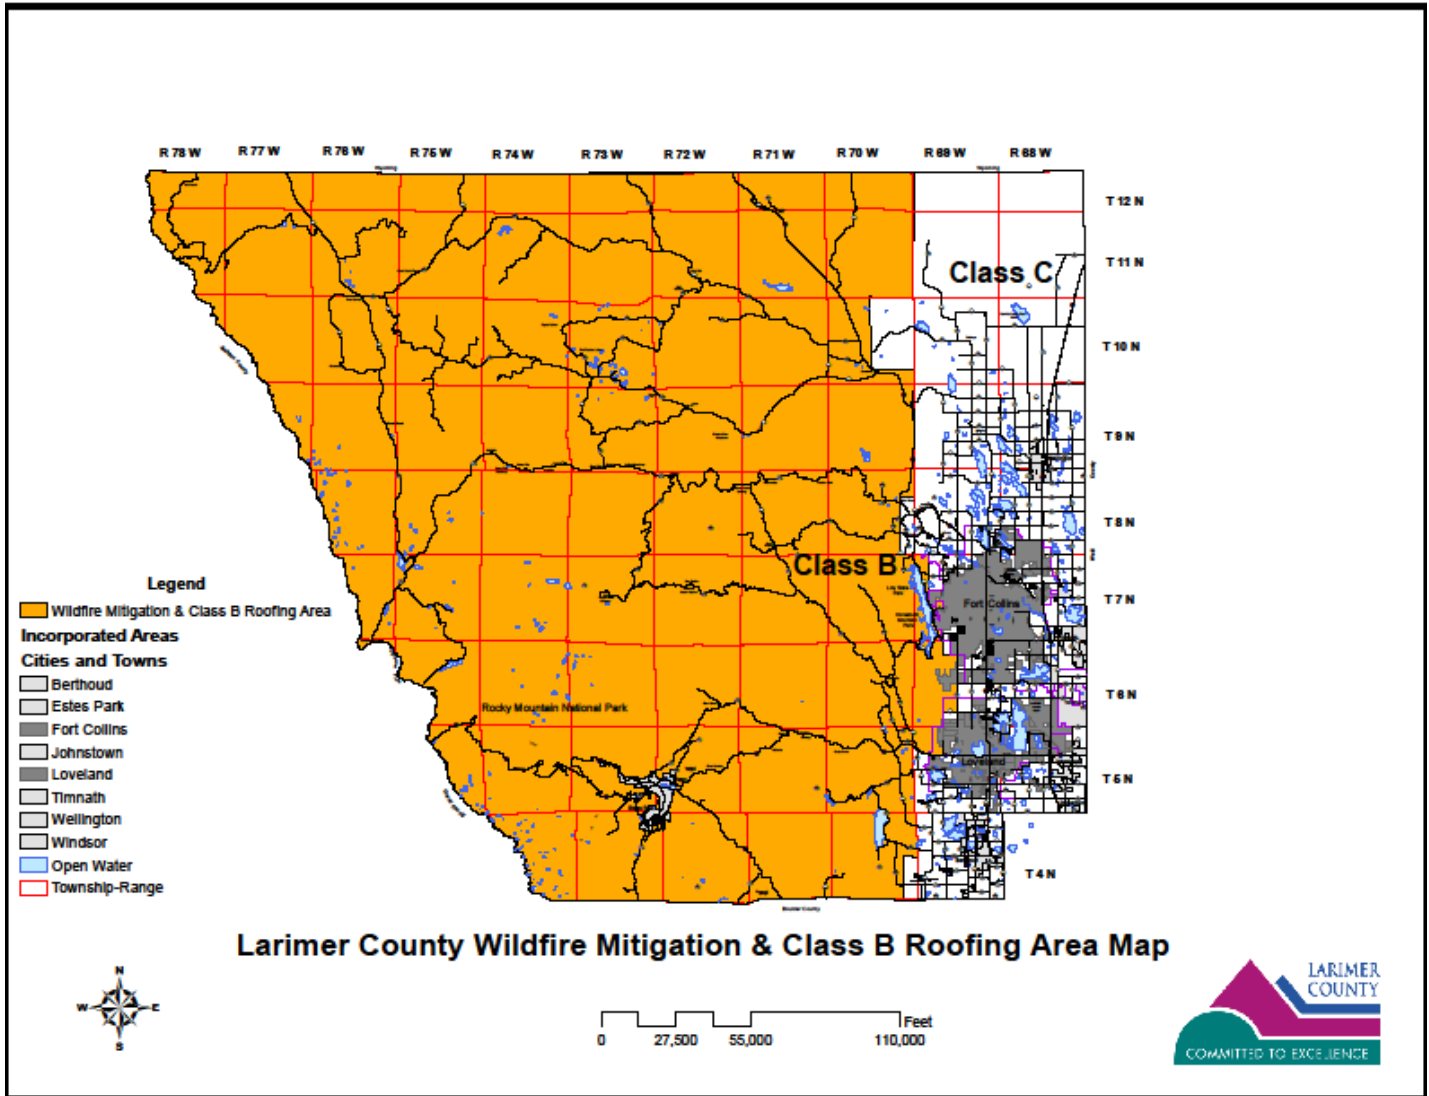 R 78 W R 77 W R 76 W R 75 W R 74 W R 73 W R 72 W R 71 W R 70 W R 69 W R 68 W
T 12 N
T 11 N
Class C
T 10 N
T 9 N
T 8 N
Class B
T 7 N
Fort Collins
T 6 N
Rocky Mountain National Park
Loveland
T 5 N
T 4 N
Boulder County
Legend
Wildfire Mitigation & Class B Roofing Area
Incorporated Areas
Cities and Towns
Berthoud
Estes Park
Fort Collins
Johnstown
Loveland
Timnath
Wellington
Windsor
Open Water
Township-Range
Larimer County Wildfire Mitigation & Class B Roofing Area Map
N
W E
S
Feet
0 27,500 55,000 110,000
LARIMER
COUNTY
COMMITTED TO EXCELLENCE